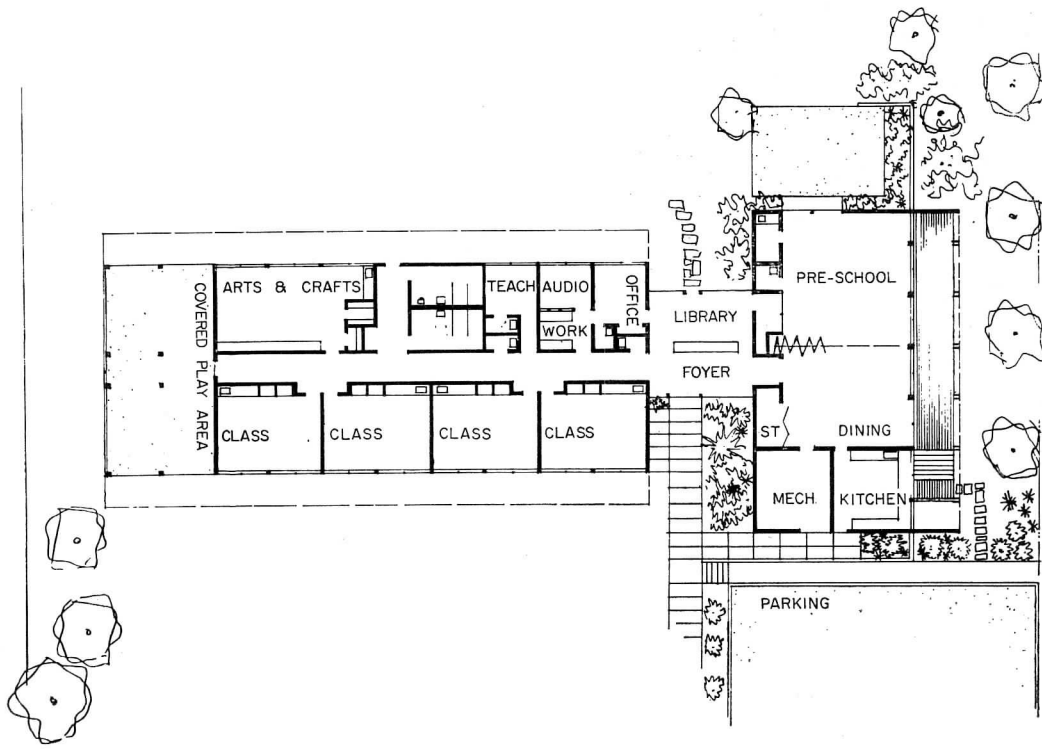 COVERED PLAY AREA
ARTS & CRAFTS
TEACH
AUDIO
WORK
OFFICE
LIBRARY
PRE-SCHOOL
FOYER
CLASS
CLASS
CLASS
CLASS
ST
DINING
MECH.
KITCHEN
PARKING